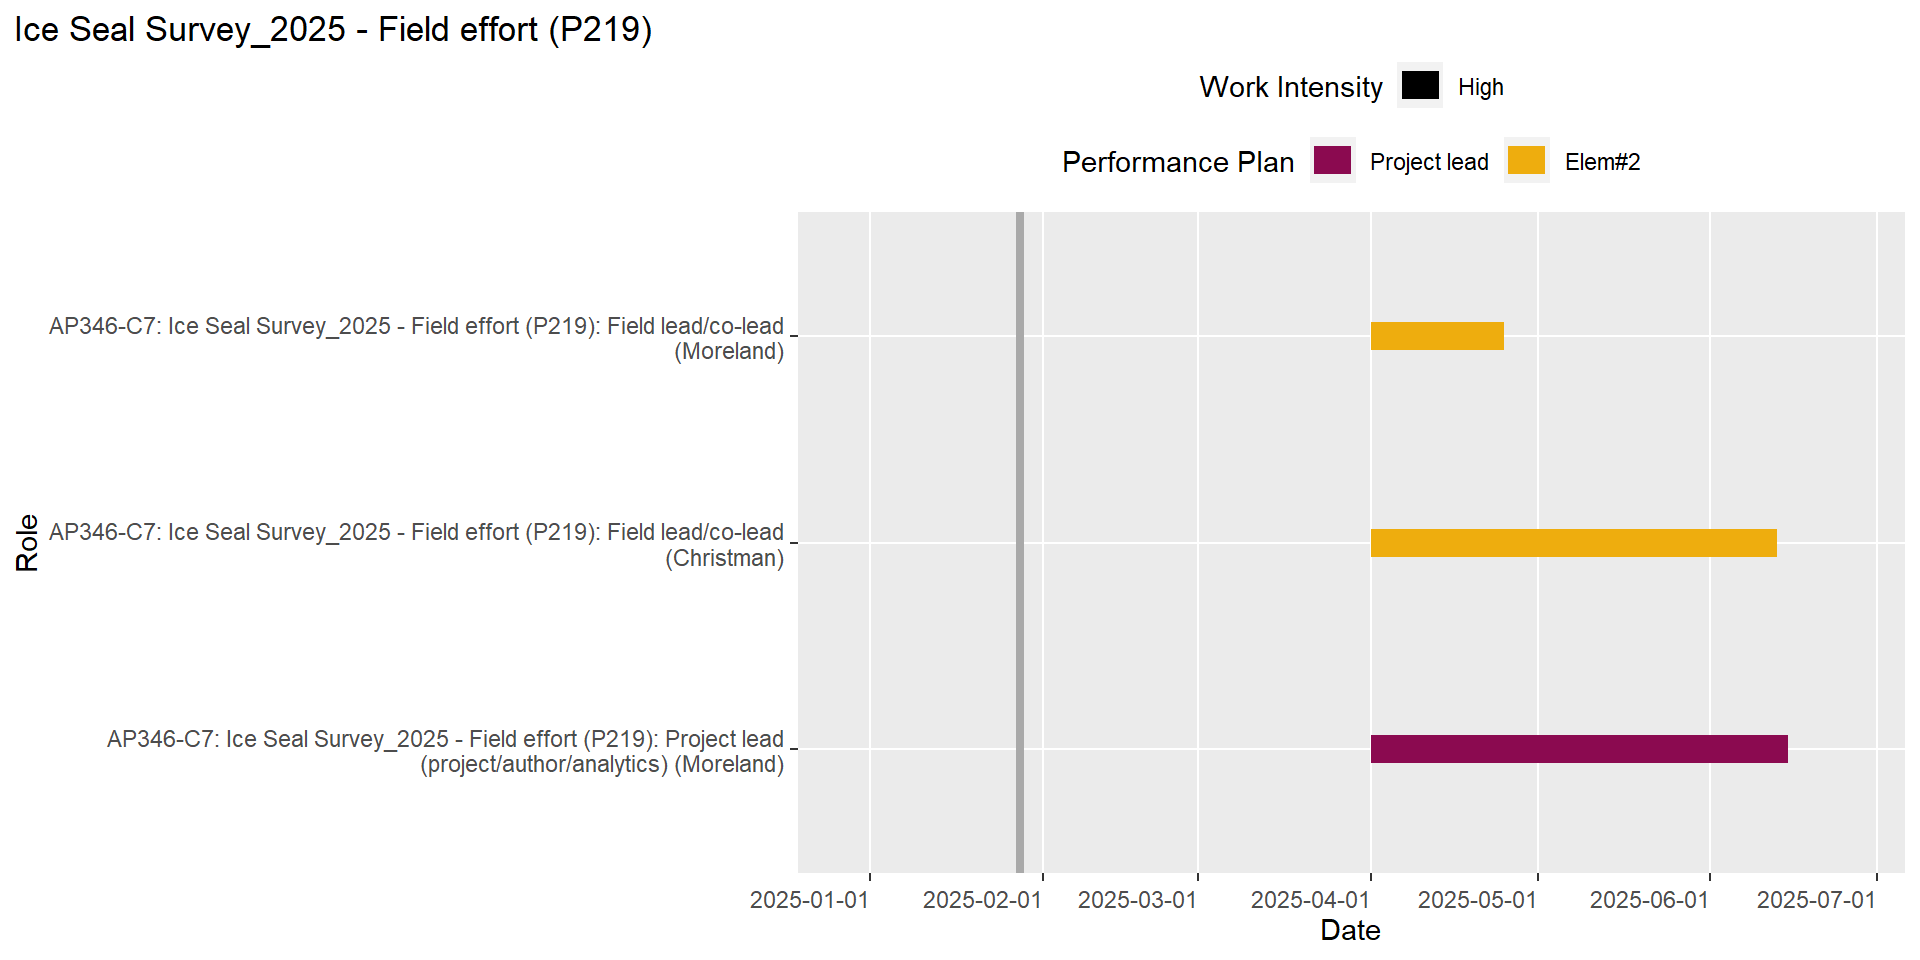 Ice Seal Survey_2025 - Field effort (P219)
Work Intensity High
Performance Plan Project lead Elem#2
AP346-C7: Ice Seal Survey_2025 - Field effort (P219): Field lead/co-lead
(Moreland)
Role
AP346-C7: Ice Seal Survey_2025 - Field effort (P219): Field lead/co-lead
(Christman)
AP346-C7: Ice Seal Survey_2025 - Field effort (P219): Project lead
(project/author/analytics) (Moreland)
2025-01-01 2025-02-01 2025-03-01 2025-04-01 2025-05-01 2025-06-01 2025-07-01
Date